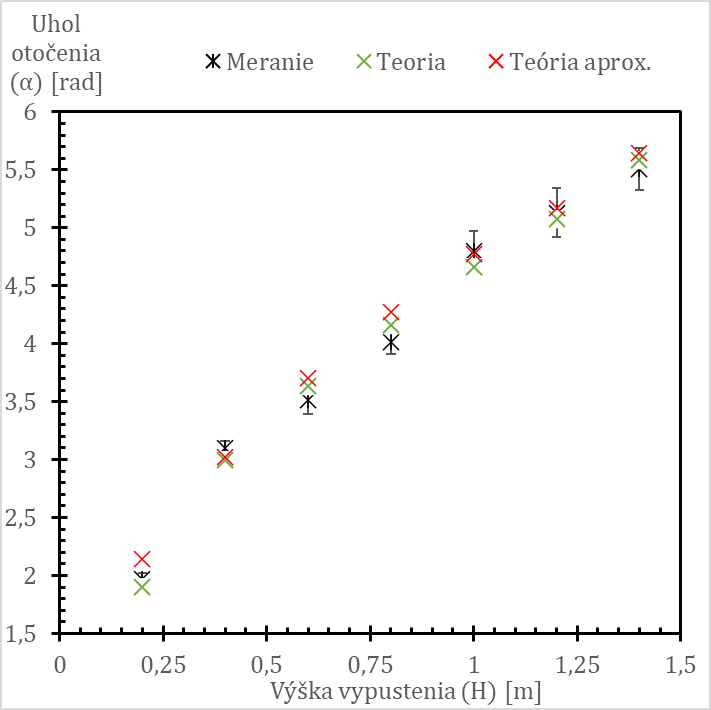 Uhol
otočenia
(α) [rad]
Meranie
Teoria
Teória aprox.
6
5,5
5
4,5
4
3,5
3
2,5
2
1,5
0
0,25
0,5
0,75
1
1,25
1,5
Výška vypustenia (H) [m]